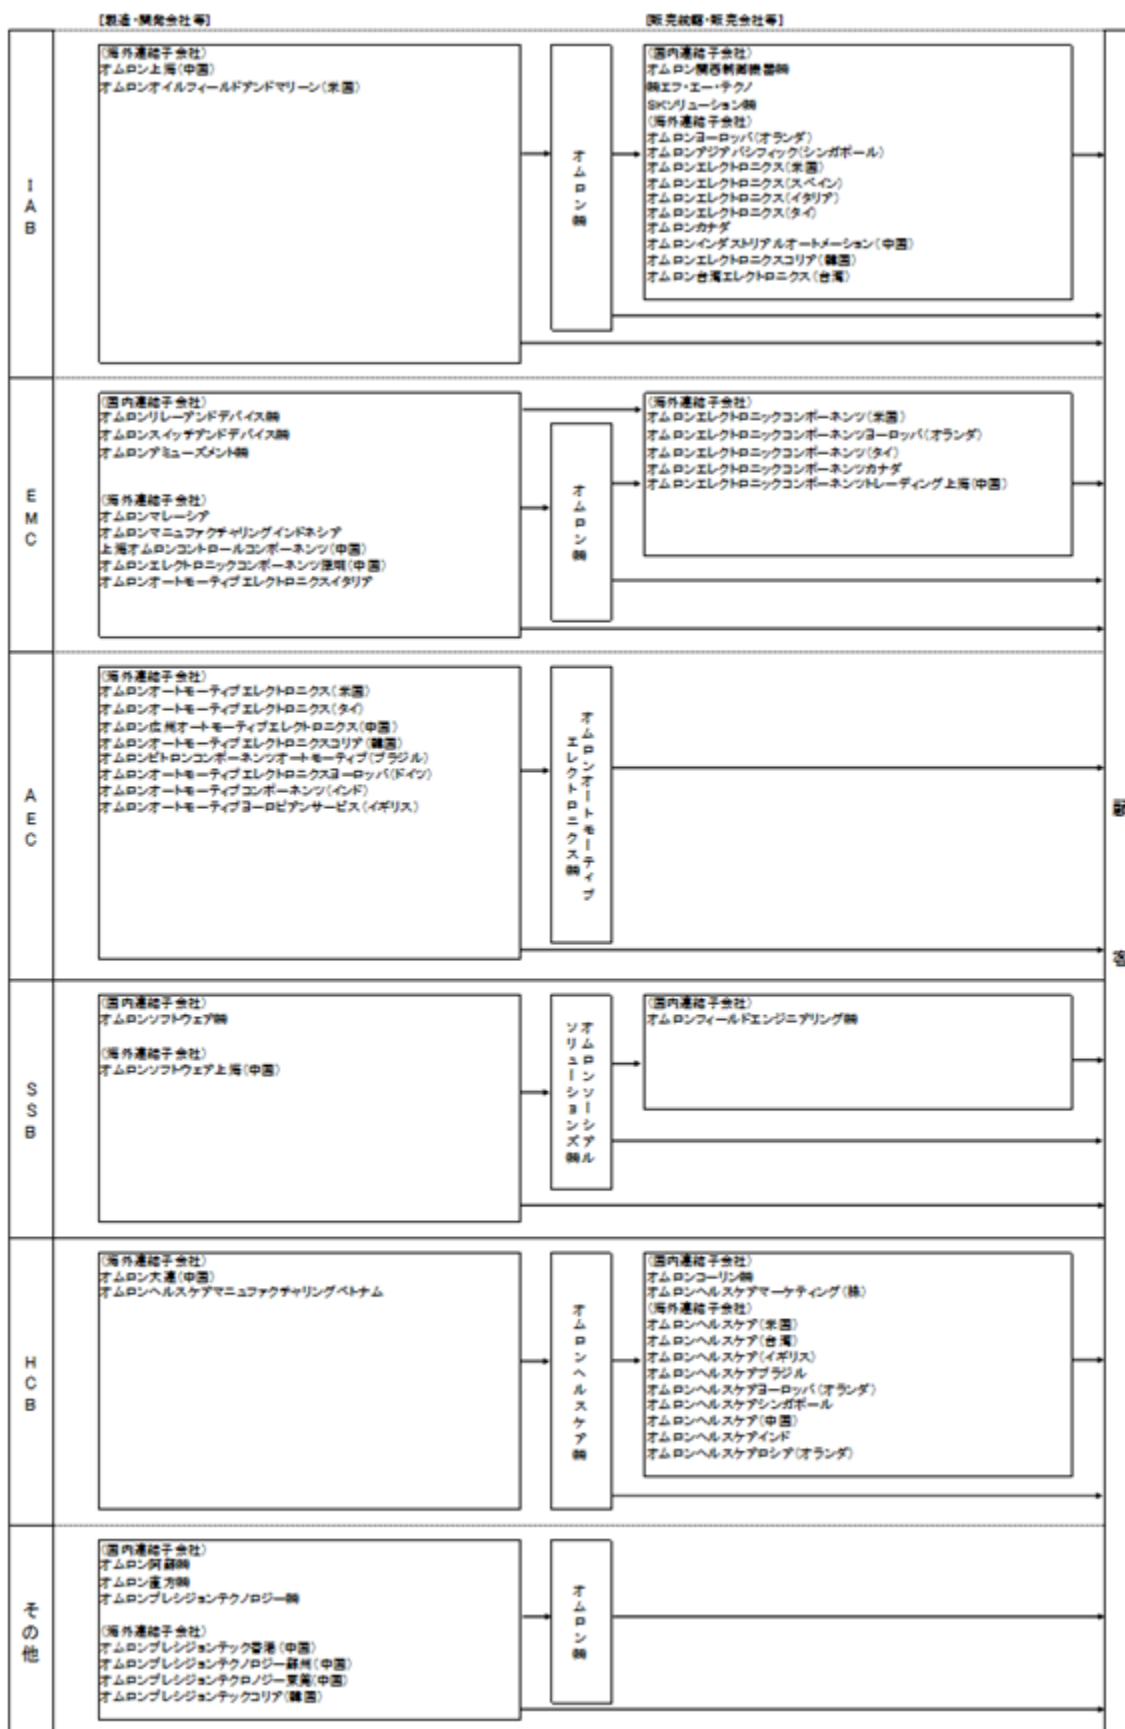 [製造・開発会社等]
[販売統轄・販売会社等]
IAB
(海外連結子会社)
オムロン上海(中国)
オムロンオイルフィールドアンドマリーン(米国)
オムロン㈱
(国内連結子会社)
オムロン関西制御機器㈱
㈱エフ・エー・テクノ
SKソリューション㈱
(海外連結子会社)
オムロンヨーロッパ(オランダ)
オムロンアジアパシフィック(シンガポール)
オムロンエレクトロニクス(米国)
オムロンエレクトロニクス(スペイン)
オムロンエレクトロニクス(イタリア)
オムロンエレクトロニクス(タイ)
オムロンカナダ
オムロンインダストリアルオートメーション(中国)
オムロンエレクトロニクスコリア(韓国)
オムロン台湾エレクトロニクス(台湾)
EMC
(国内連結子会社)
オムロンリレーアンドデバイス㈱
オムロンスイッチアンドデバイス㈱
オムロンアミューズメント㈱
(海外連結子会社)
オムロンマレーシア
オムロンマニュファクチャリングインドネシア
上海オムロンコントロールコンポーネンツ(中国)
オムロンエレクトロニックコンポーネンツ深圳(中国)
オムロンオートモーティブエレクトロニクスイタリア
オムロン㈱
(海外連結子会社)
オムロンエレクトロニックコンポーネンツ(米国)
オムロンエレクトロニックコンポーネンツヨーロッパ(オランダ)
オムロンエレクトロニックコンポーネンツ(タイ)
オムロンエレクトロニックコンポーネンツカナダ
オムロンエレクトロニックコンポーネンツトレーディング上海(中国)
AEC
(海外連結子会社)
オムロンオートモーティブエレクトロニクス(米国)
オムロンオートモーティブエレクトロニクス(タイ)
オムロン広州オートモーティブエレクトロニクス(中国)
オムロンオートモーティブエレクトロニクスコリア(韓国)
オムロンピトロンコンポーネンツオートモーティブ(ブラジル)
オムロンオートモーティブエレクトロニクスヨーロッパ(ドイツ)
オムロンオートモーティブコンポーネンツ(インド)
オムロンオートモーティブヨーロピアンサービス(イギリス)
オムロンオートモーティブ
エレクトロニクス㈱
顧
客
SSB
(国内連結子会社)
オムロンソフトウェア㈱
(海外連結子会社)
オムロンソフトウェア上海(中国)
オムロンソーシアル
ソリューションズ㈱
(国内連結子会社)
オムロンフィールドエンジニアリング㈱
HCB
(海外連結子会社)
オムロン大連(中国)
オムロンヘルスケアマニュファクチャリングベトナム
オムロンヘルスケア㈱
(国内連結子会社)
オムロンコーリン㈱
オムロンヘルスケアマーケティング(株)
(海外連結子会社)
オムロンヘルスケア(米国)
オムロンヘルスケア(台湾)
オムロンヘルスケア(イギリス)
オムロンヘルスケアブラジル
オムロンヘルスケアヨーロッパ(オランダ)
オムロンヘルスケアシンガポール
オムロンヘルスケア(中国)
オムロンヘルスケアインド
オムロンヘルスケアロシア(オランダ)
その他
(国内連結子会社)
オムロン阿蘇㈱
オムロン直方㈱
オムロンプレシジョンテクノロジー㈱
(海外連結子会社)
オムロンプレシジョンテック香港(中国)
オムロンプレシジョンテクノロジー蘇州(中国)
オムロンプレシジョンテクロノジー東莞(中国)
オムロンプレシジョンテックコリア(韓国)
オムロン㈱